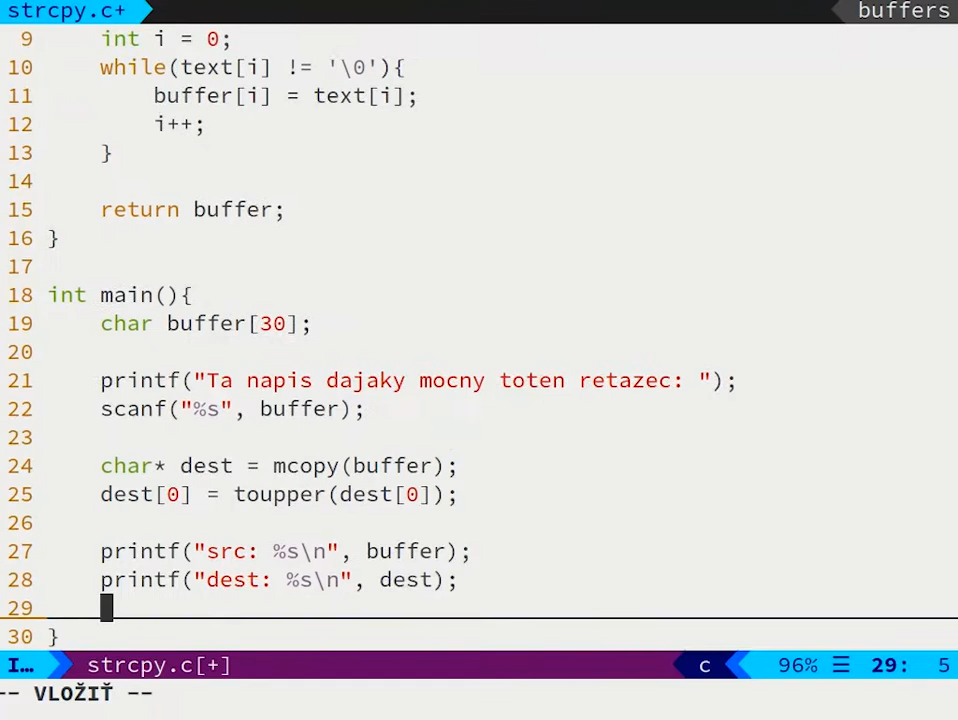 strcpy.c+ buffers
9 int i = 0;
10 while(text[i] != '\0'){
11 buffer[i] = text[i];
12 i++;
13 }
14
15 return buffer;
16 }
17
18 int main(){
19 char buffer[30];
20
21 printf("Ta napis dajaky mocny toten retazec: ");
22 scanf("%s", buffer);
23
24 char* dest = mcopy(buffer);
25 dest[0] = toupper(dest[0]);
26
27 printf("src: %s\n", buffer);
28 printf("dest: %s\n", dest);
29
30 }
I… strcpy.c[+] c 96% ☰ 29: 5
-- VLOŽIŤ --